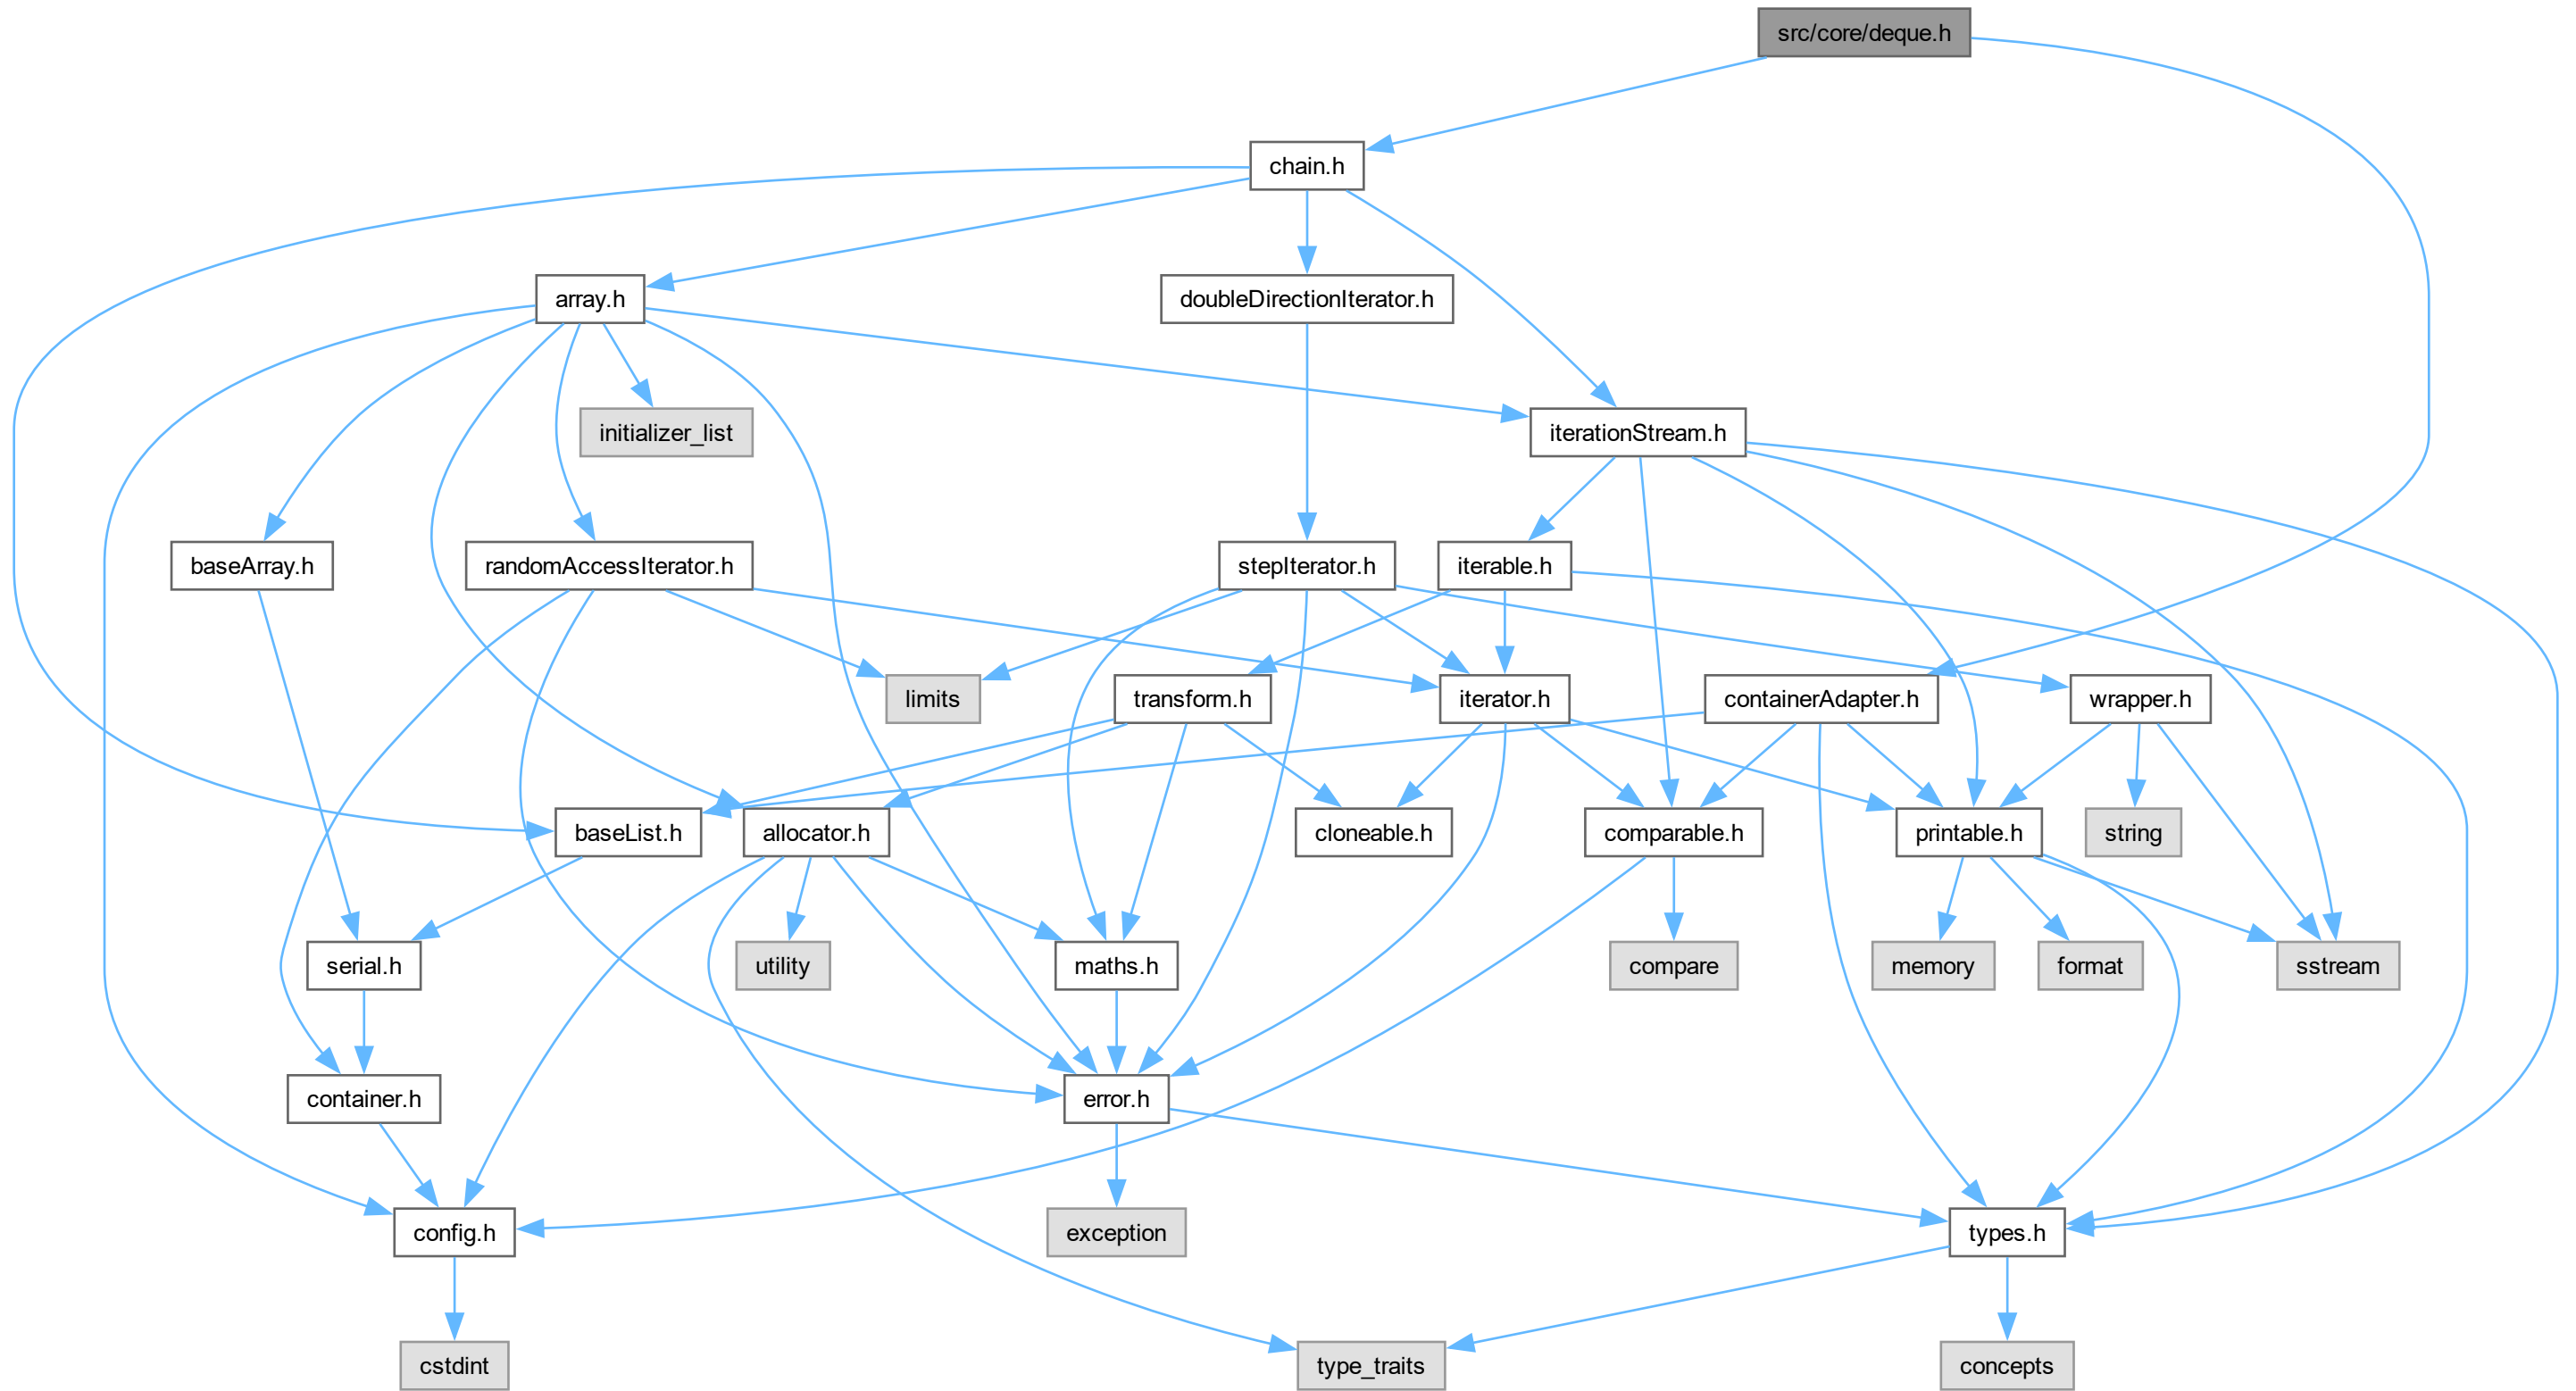 src/core/deque.h
chain.h
array.h
doubleDirectionIterator.h
initializer_list
iterationStream.h
baseArray.h
randomAccessIterator.h
stepIterator.h
iterable.h
limits
transform.h
iterator.h
containerAdapter.h
wrapper.h
baseList.h
allocator.h
cloneable.h
comparable.h
printable.h
string
serial.h
utility
maths.h
compare
memory
format
sstream
container.h
error.h
config.h
exception
types.h
cstdint
type_traits
concepts